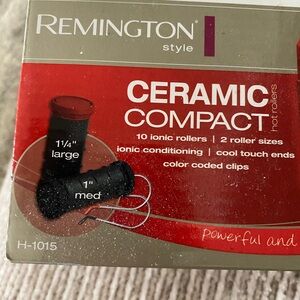 REMINGTON
style
CERAMIC
COMPACT
hot rollers
10 ionic rollers | 2 roller sizes
ionic conditioning | cool touch ends
color coded clips
1¼"
large
1"
med
H-1015
powerful and